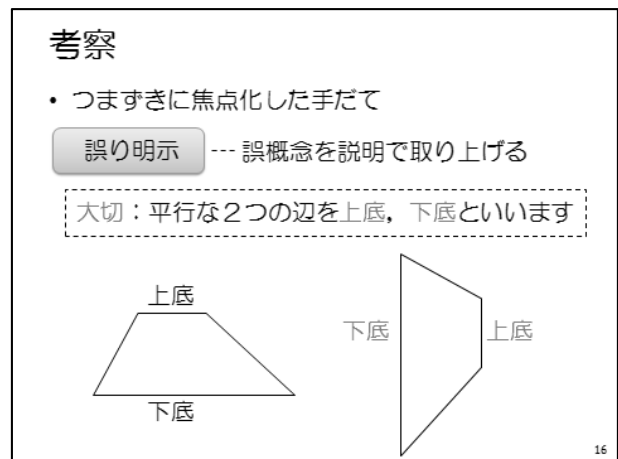 考察
• つまずきに焦点化した手だて
誤り明示 --- 誤概念を説明で取り上げる
大切：平行な２つの辺を上底，下底といいます
上底
下底
下底
上底
16